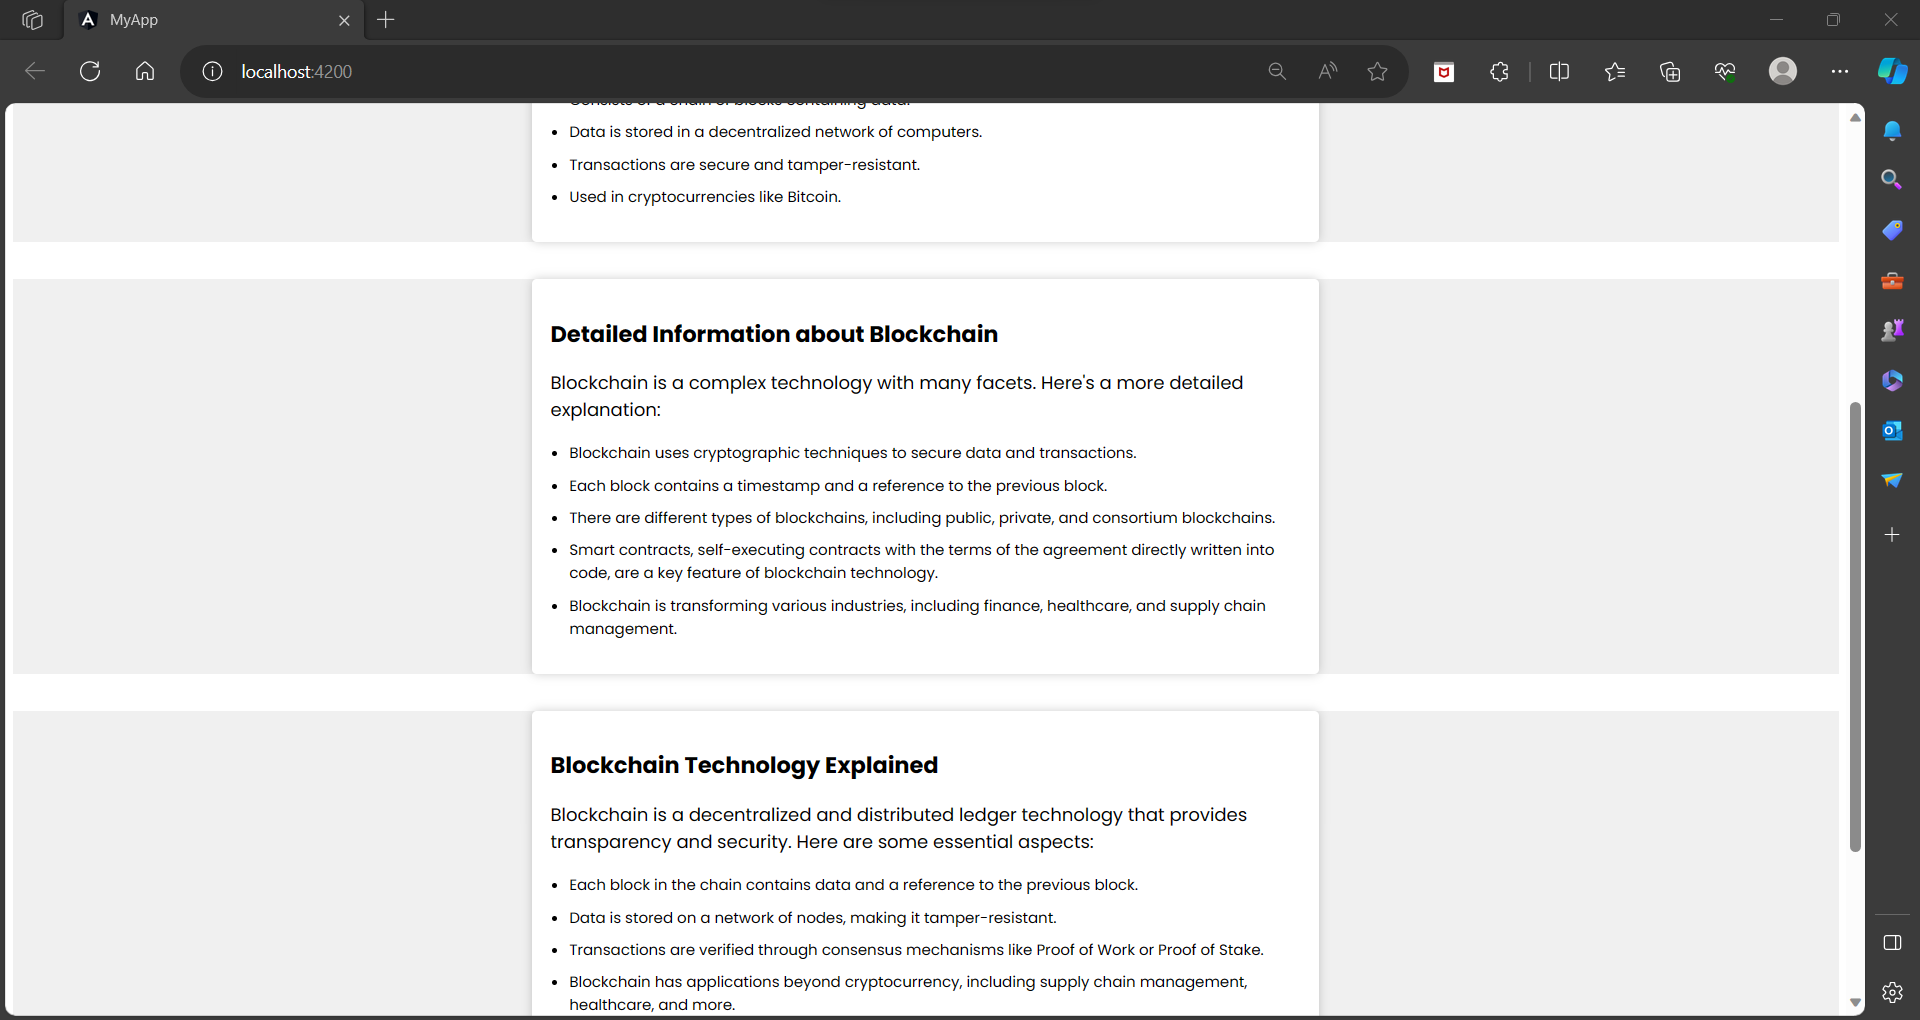 MyApp
localhost:4200
Consists of a chain of blocks containing data.
Data is stored in a decentralized network of computers.
Transactions are secure and tamper-resistant.
Used in cryptocurrencies like Bitcoin.
Detailed Information about Blockchain
Blockchain is a complex technology with many facets. Here's a more detailed
explanation:
Blockchain uses cryptographic techniques to secure data and transactions.
Each block contains a timestamp and a reference to the previous block.
There are different types of blockchains, including public, private, and consortium blockchains.
Smart contracts, self-executing contracts with the terms of the agreement directly written into
code, are a key feature of blockchain technology.
Blockchain is transforming various industries, including finance, healthcare, and supply chain
management.
Blockchain Technology Explained
Blockchain is a decentralized and distributed ledger technology that provides
transparency and security. Here are some essential aspects:
Each block in the chain contains data and a reference to the previous block.
Data is stored on a network of nodes, making it tamper-resistant.
Transactions are verified through consensus mechanisms like Proof of Work or Proof of Stake.
Blockchain has applications beyond cryptocurrency, including supply chain management,
healthcare, and more.